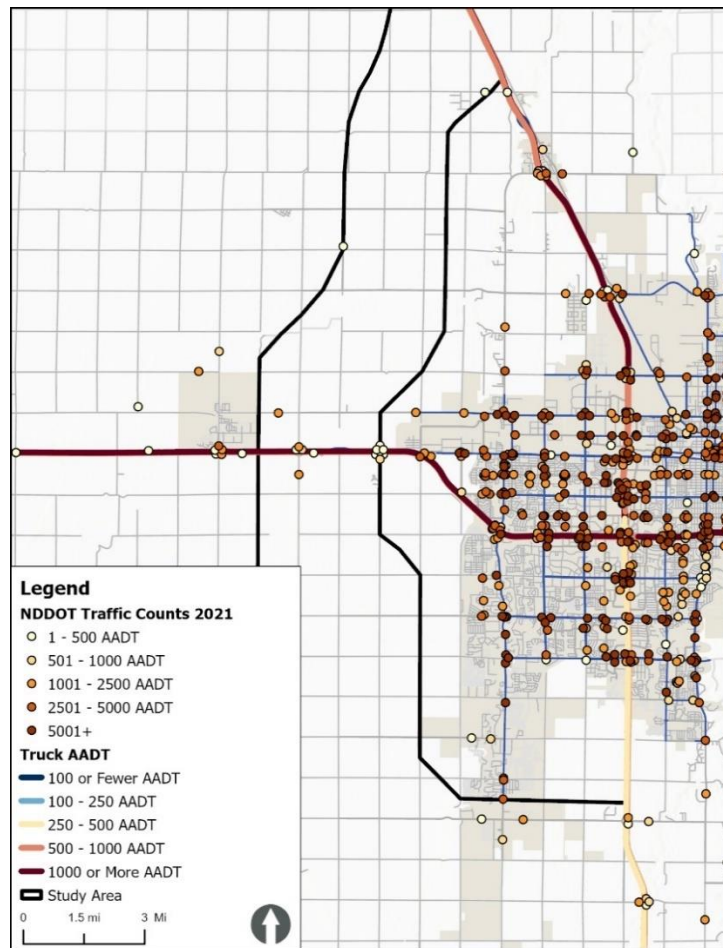 Legend
NDDOT Traffic Counts 2021
1 - 500 AADT
501 - 1000 AADT
1001 - 2500 AADT
2501 - 5000 AADT
5001+
Truck AADT
100 or Fewer AADT
100 - 250 AADT
250 - 500 AADT
500 - 1000 AADT
1000 or More AADT
Study Area
0 1.5 mi 3 Mi